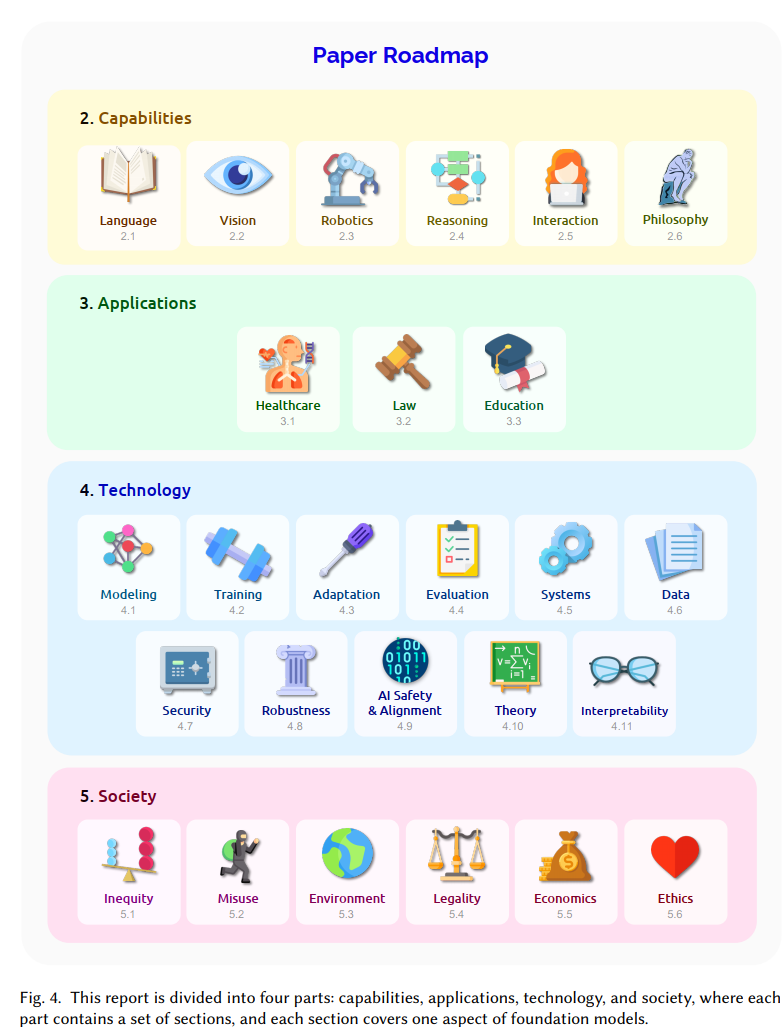 Paper Roadmap
2. Capabilities
Language
2.1
Vision
2.2
Robotics
2.3
Reasoning
2.4
Interaction
2.5
Philosophy
2.6
3. Applications
Healthcare
3.1
Law
3.2
Education
3.3
4. Technology
Modeling
4.1
Training
4.2
Adaptation
4.3
Evaluation
4.4
Systems
4.5
Data
4.6
Security
4.7
Robustness
4.8
00
01011
101
10
AI Safety
& Alignment
4.9
n
v=∑vᵢ
i=1
Theory
4.10
Interpretability
4.11
5. Society
Inequity
5.1
Misuse
5.2
Environment
5.3
Legality
5.4
$
Economics
5.5
Ethics
5.6
Fig. 4. This report is divided into four parts: capabilities, applications, technology, and society, where each
part contains a set of sections, and each section covers one aspect of foundation models.